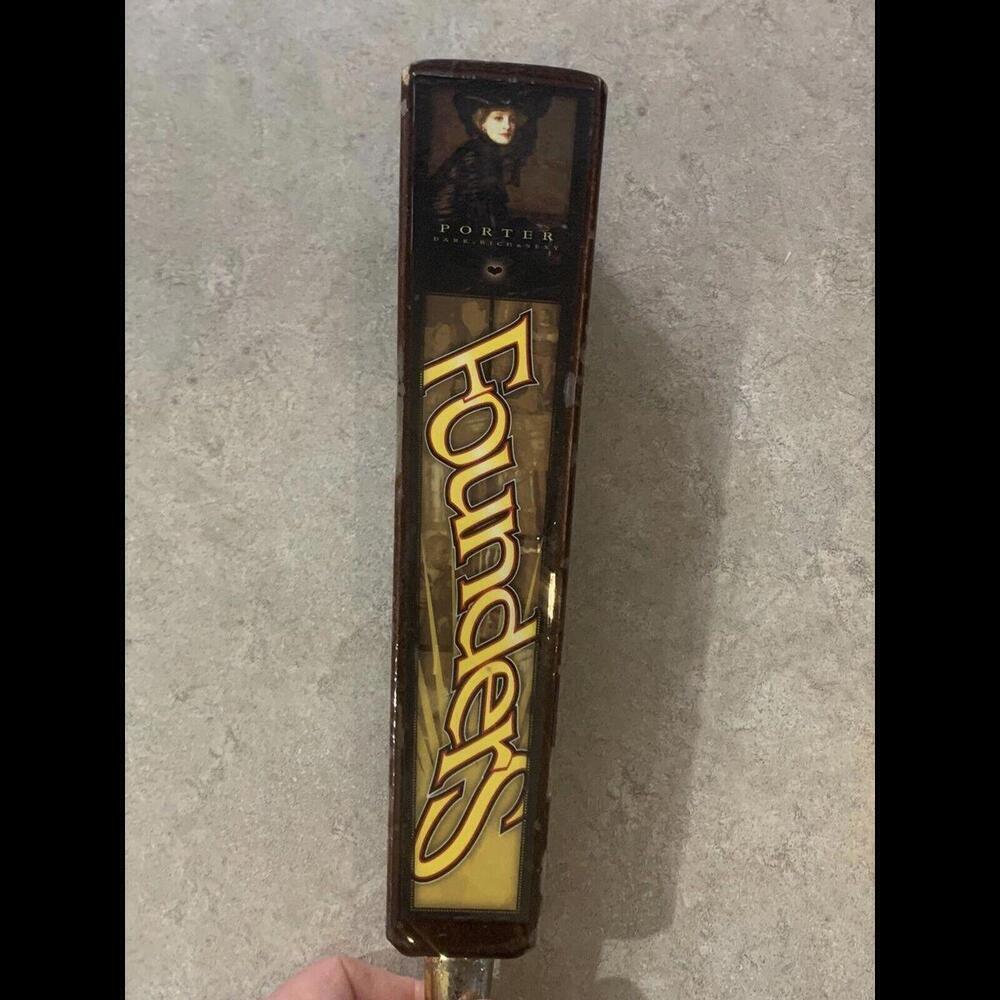 PORTER
DARK, RICH & SEXY
Founders